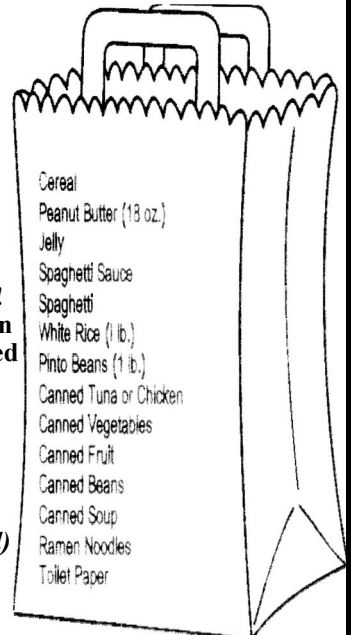 Cereal
Peanut Butter (18 oz.)
Jelly
Spaghetti Sauce
Spaghetti
White Rice (1 lb.)
Pinto Beans (1 lb.)
Canned Tuna or Chicken
Canned Vegetables
Canned Fruit
Canned Beans
Canned Soup
Ramen Noodles
Toilet Paper